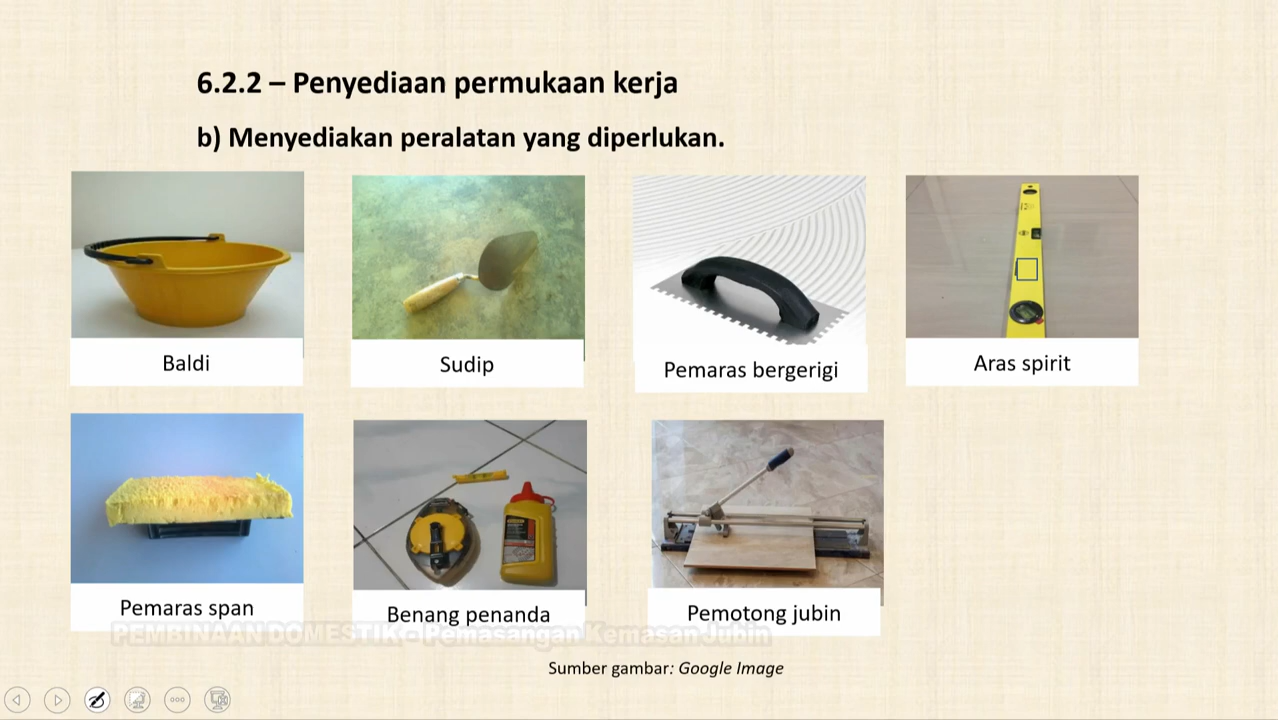 6.2.2 – Penyediaan permukaan kerja
b) Menyediakan peralatan yang diperlukan.
Baldi
Sudip
Pemaras bergerigi
Aras spirit
Pemaras span
Benang penanda
Pemotong jubin
PEMBINAAN DOMESTIK – Pemasangan Kemasan Jubin
Sumber gambar: Google Image